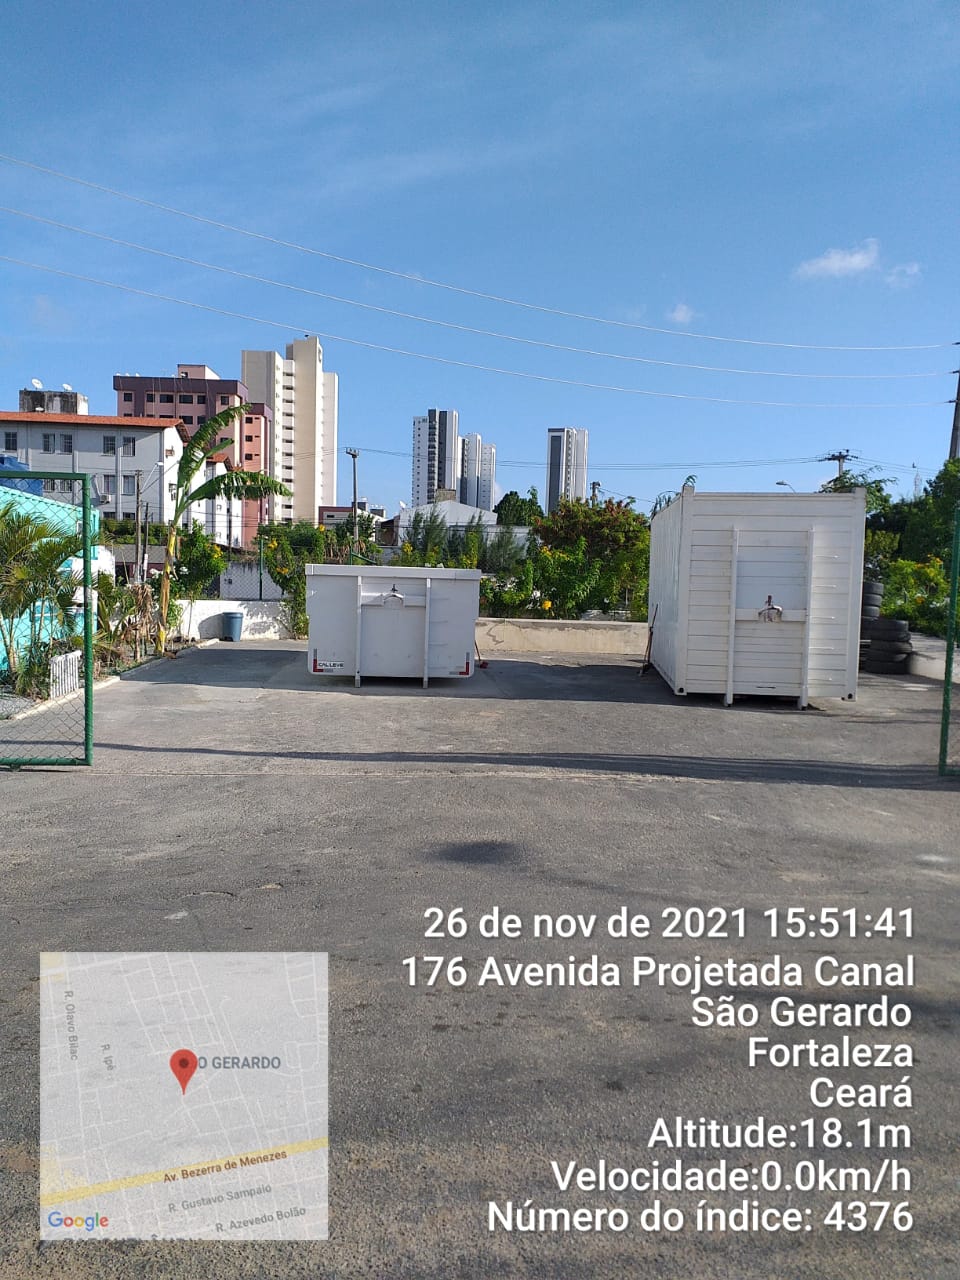 CALLEVE
26 de nov de 2021 15:51:41
176 Avenida Projetada Canal
São Gerardo
Fortaleza
Ceará
Altitude:18.1m
Velocidade:0.0km/h
Número do índice: 4376
R. Olavo Bilac
R. Ipê
O GERARDO
Av. Bezerra de Menezes
R. Gustavo Sampaio
R. Azevedo Bolão
Google